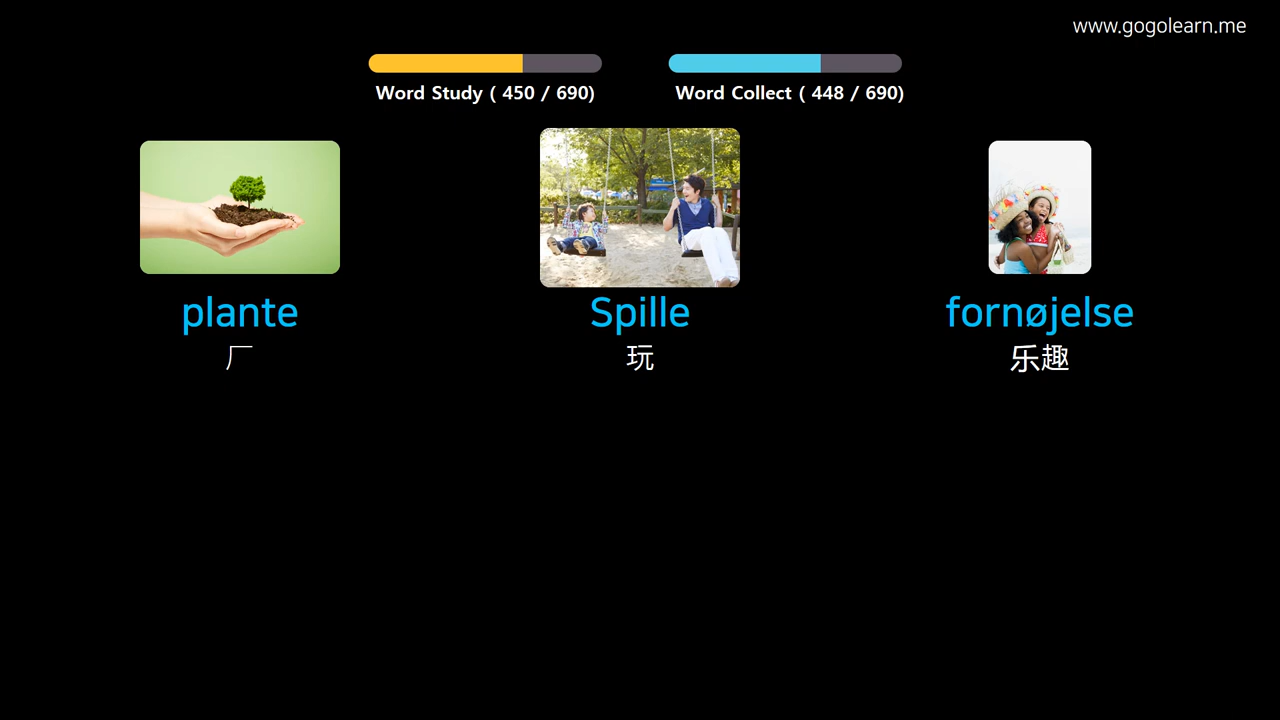 www.gogolearn.me
Word Study ( 450 / 690)
Word Collect ( 448 / 690)
plante
厂
Spille
玩
fornøjelse
乐趣